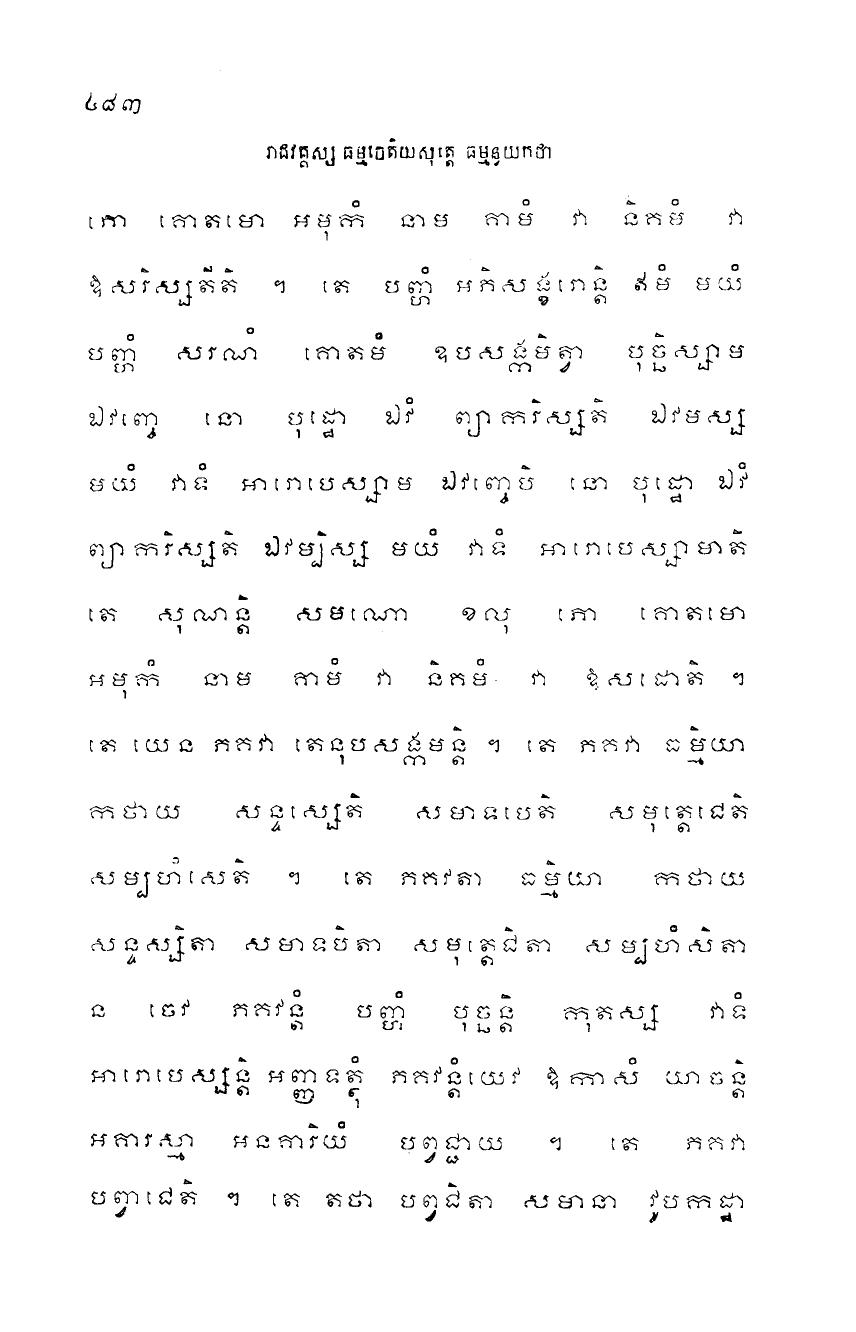 ៤៨៣
រាជវគ្គស្ស ធម្មចេតិយសុត្តេ ធម្មន្វយកថា
ភោ គោតមោ អមុកំ នាម គាមំ វា និគមំ វា
ឱសរិស្សតីតិ ។ តេ បញ្ហំ អភិសង្ខរោន្តិ ឥមំ មយំ
បញ្ហំ សមណំ គោតមំ ឧបសង្កមិត្វា បុច្ឆិស្សាម
ឯវញ្ចេ នោ បុដ្ឋោ ឯវំ ព្យាករិស្សតិ ឯវមស្ស
មយំ វាទំ អារោបេស្សាម ឯវញ្ចេបិ នោ បុដ្ឋោ ឯវំ
ព្យាករិស្សតិ ឯវម្បិស្ស មយំ វាទំ អារោបេស្សាមាតិ
តេ សុណន្តិ សមណោ ខលុ ភោ គោតមោ
អមុកំ នាម គាមំ វា និគមំ វា ឱសដោតិ ។
តេ យេន ភគវា តេនុបសង្កមន្តិ ។ តេ ភគវា ធម្មិយា
កថាយ សន្ទស្សេតិ សមាទបេតិ សមុត្តេជេតិ
សម្បហំសេតិ ។ តេ ភគវតា ធម្មិយា កថាយ
សន្ទស្សិតា សមាទបិតា សមុត្តេជិតា សម្បហំសិតា
ន ចេវ ភគវន្តំ បញ្ហំ បុច្ឆន្តិ កុតស្ស វាទំ
អារោបេស្សន្តិ អញ្ញទត្ថុំ ភគវន្តំយេវ ឱកាសំ យាចន្តិ
អគារស្មា អនគារិយំ បព្វជ្ជាយ ។ តេ ភគវា
បញ្វាជេតិ ។ តេ តថា បព្វជិតា សមានា វូបកដ្ឋា